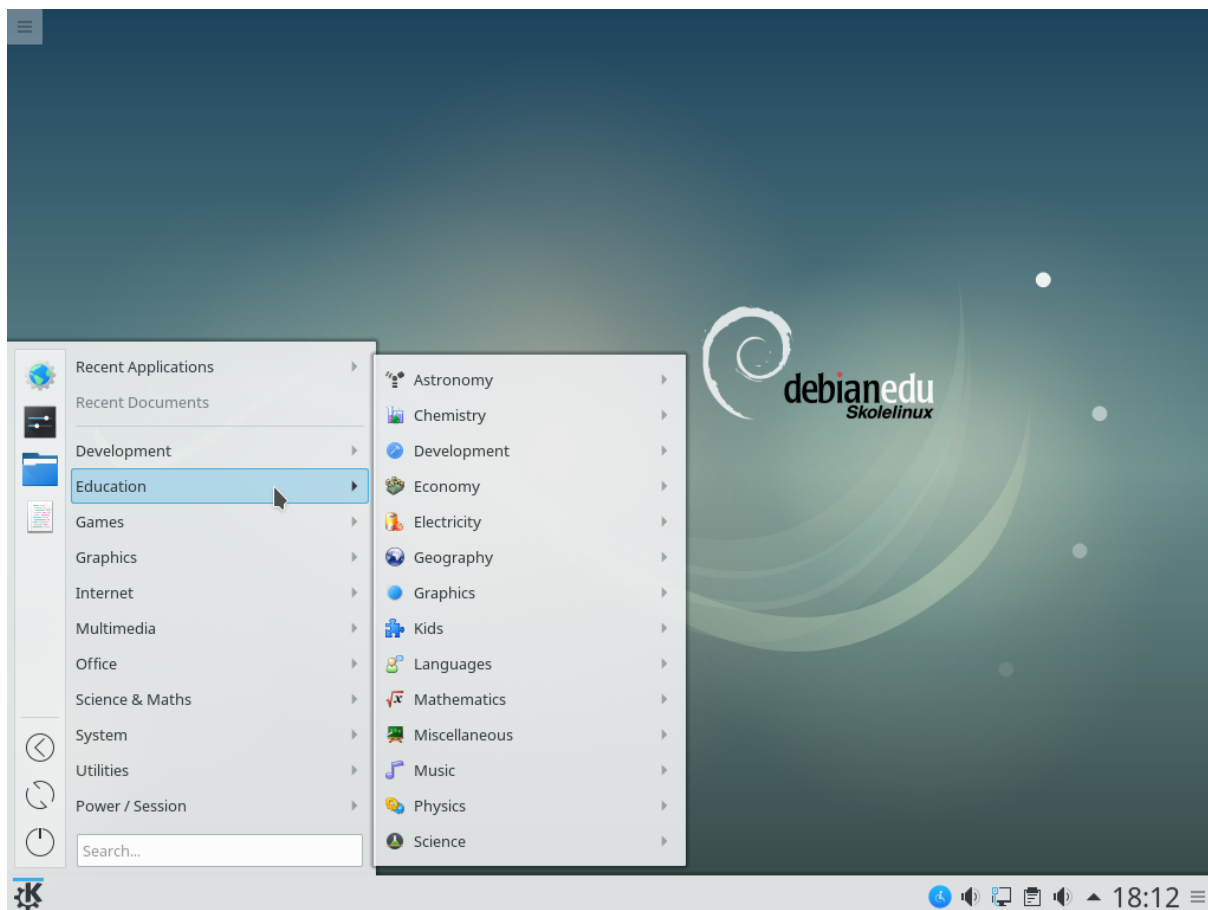 Recent Applications
Recent Documents
Development
Education
Games
Graphics
Internet
Multimedia
Office
Science & Maths
System
Utilities
Power / Session
Search...
Astronomy
Chemistry
Development
Economy
Electricity
Geography
Graphics
Kids
Languages
Mathematics
Miscellaneous
Music
Physics
Science
debianedu
Skolelinux
18:12